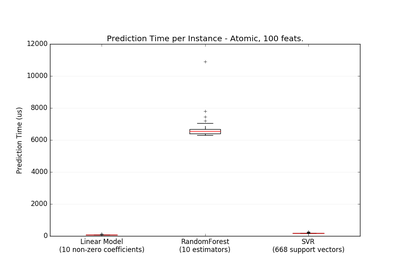 Prediction Time per Instance - Atomic, 100 feats.
12000
10000
8000
6000
4000
2000
0
Prediction Time (us)
Linear Model
(10 non-zero coefficients)
RandomForest
(10 estimators)
SVR
(668 support vectors)